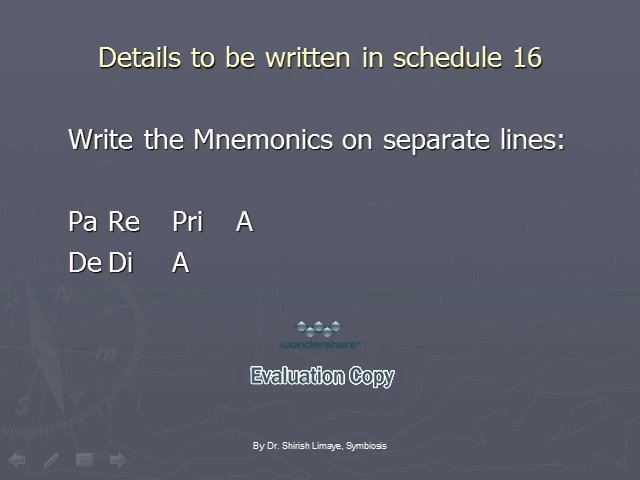 Details to be written in schedule 16
Write the Mnemonics on separate lines:
Pa Re Pri A
De Di A
wondershare
Evaluation Copy
By Dr. Shirish Limaye, Symbiosis